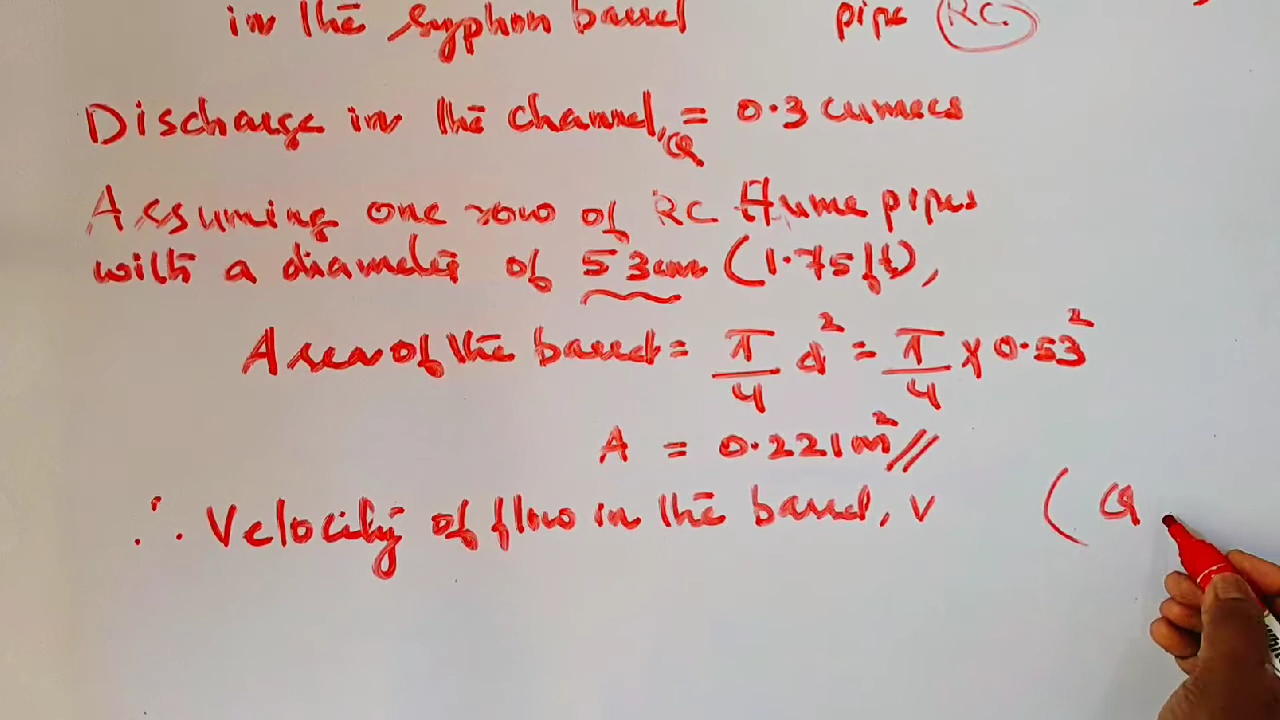 in the syphon barrel pipe RC
Discharge in the channel, Q = 0.3 cumecs
Assuming one row of RC Hume pipes
with a diameter of 53cm (1.75ft),
Area of the barrel = π/4 d² = π/4 x 0.53²
A = 0.221m² //
∴ Velocity of flow in the barrel, v ( Q